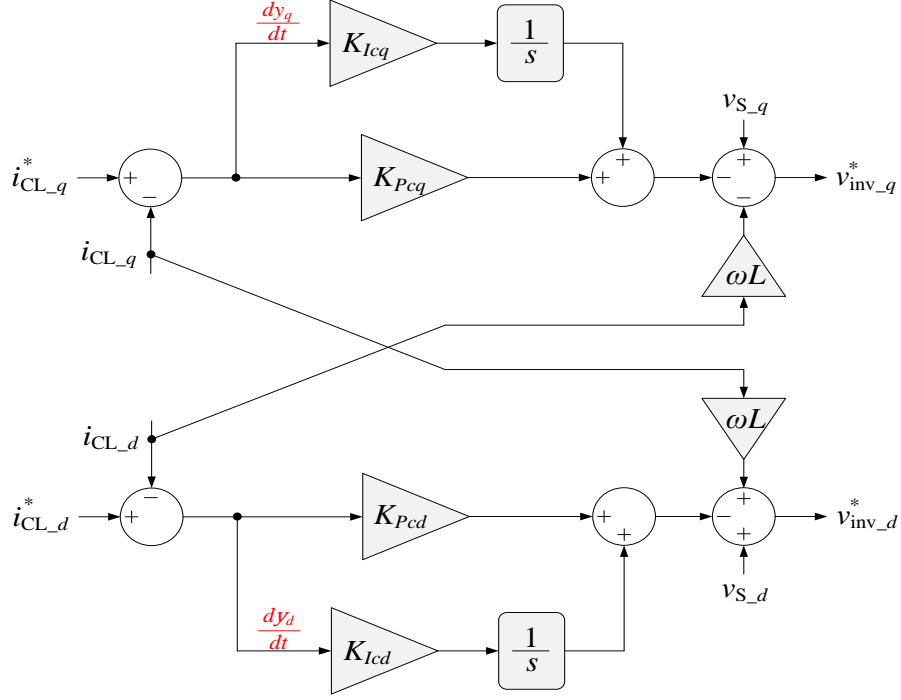 dy_q/dt
K_Icq
1/s
v_S_q
i*_CL_q
+
−
K_Pcq
+
+
+
−
−
v*_inv_q
i_CL_q
ωL
ωL
i_CL_d
i*_CL_d
+
−
K_Pcd
+
+
−
+
+
v*_inv_d
v_S_d
dy_d/dt
K_Icd
1/s